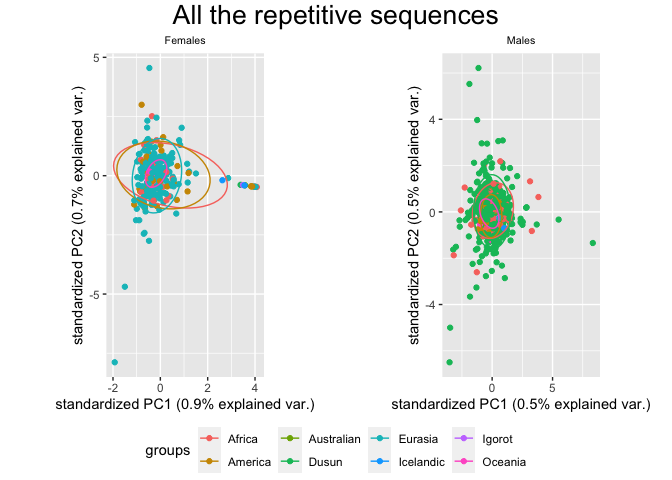 All the repetitive sequences
Females
Males
standardized PC2 (0.7% explained var.)
5
0
-5
-2
0
2
4
standardized PC1 (0.9% explained var.)
standardized PC2 (0.5% explained var.)
4
0
-4
0
5
standardized PC1 (0.5% explained var.)
groups
Africa
Australian
Eurasia
Igorot
America
Dusun
Icelandic
Oceania